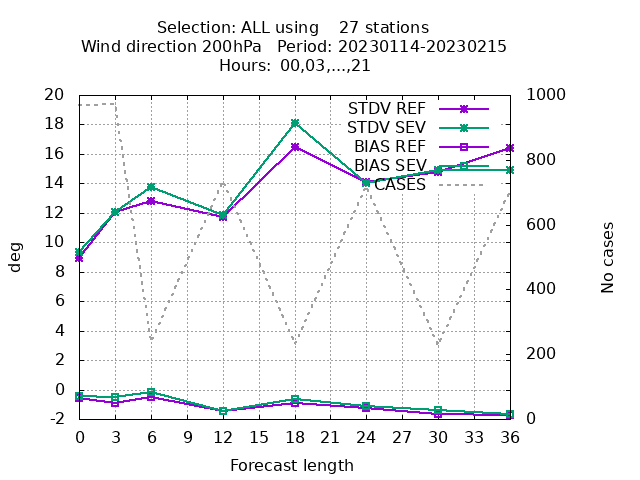 Selection: ALL using    27 stations
Wind direction 200hPa   Period: 20230114-20230215
Hours:  00,03,...,21
STDV REF
STDV SEV
BIAS REF
BIAS SEV
CASES
20
18
16
14
12
10
8
6
4
2
0
-2
deg
1000
800
600
400
200
0
No cases
0 3 6 9 12 15 18 21 24 27 30 33 36
Forecast length